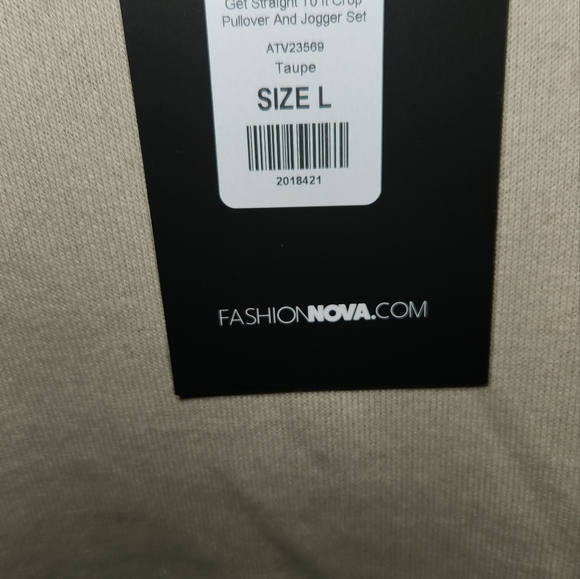 Get Straight To It Crop
Pullover And Jogger Set
ATV23569
Taupe
SIZE L
2018421
FASHIONNOVA.COM